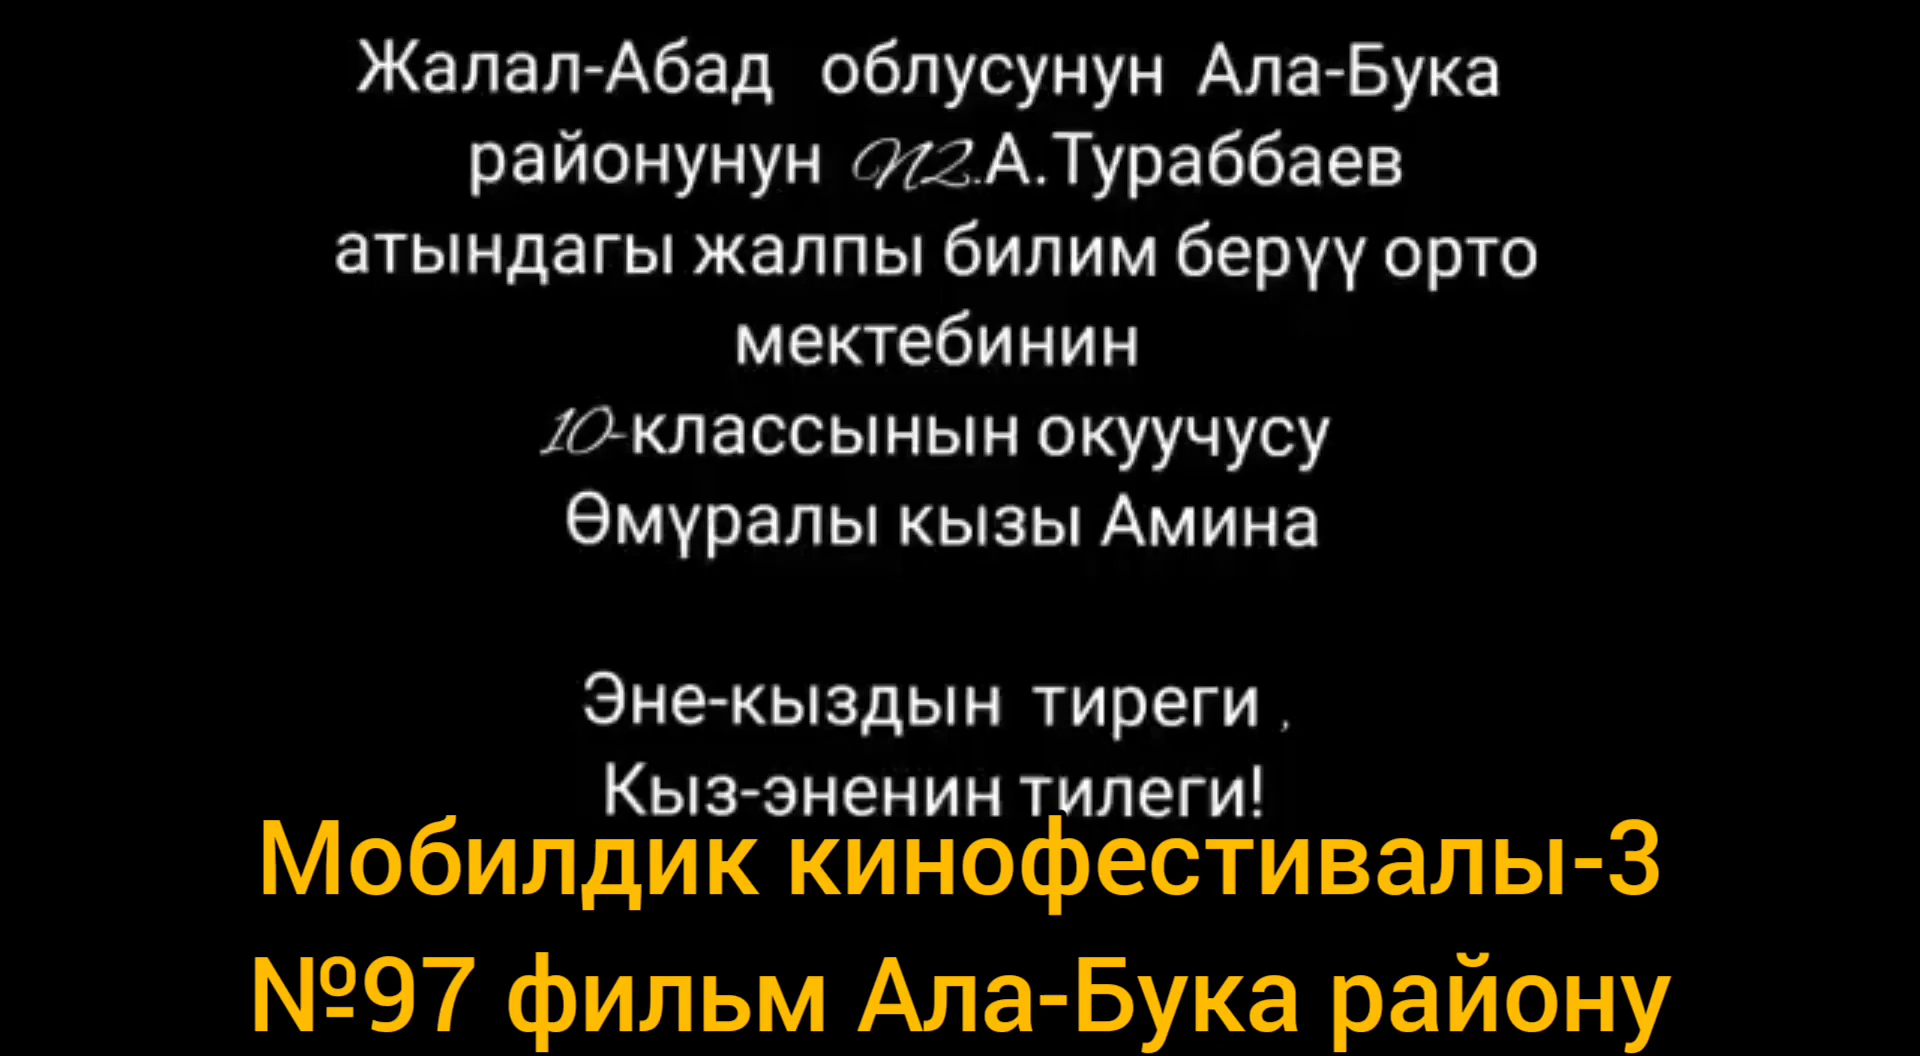 Жалал-Абад облусунун Ала-Бука
районунун N2.А.Тураббаев
атындагы жалпы билим берүү орто
мектебинин
10-классынын окуучусу
Өмүралы кызы Амина
Эне-кыздын тиреги ,
Кыз-эненин тилеги!
Мобилдик кинофестивалы-3
№97 фильм Ала-Бука району